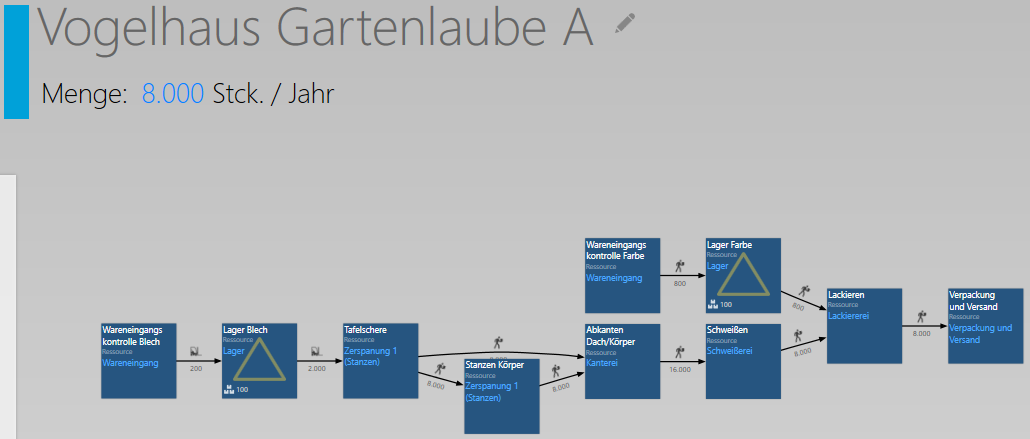 Vogelhaus Gartenlaube A
Menge: 8.000 Stck. / Jahr
Wareneingangs
kontrolle Farbe
Ressource
Wareneingang
800
Lager Farbe
Ressource
Lager
100
800
Lackieren
Ressource
Lackiererei
8.000
Verpackung
und Versand
Ressource
Verpackung und
Versand
Wareneingangs
kontrolle Blech
Ressource
Wareneingang
200
Lager Blech
Ressource
Lager
100
2.000
Tafelschere
Ressource
Zerspanung 1
(Stanzen)
8.000
Stanzen Körper
Ressource
Zerspanung 1
(Stanzen)
8.000
Abkanten
Dach/Körper
Ressource
Kanterei
16.000
Schweißen
Ressource
Schweißerei
8.000